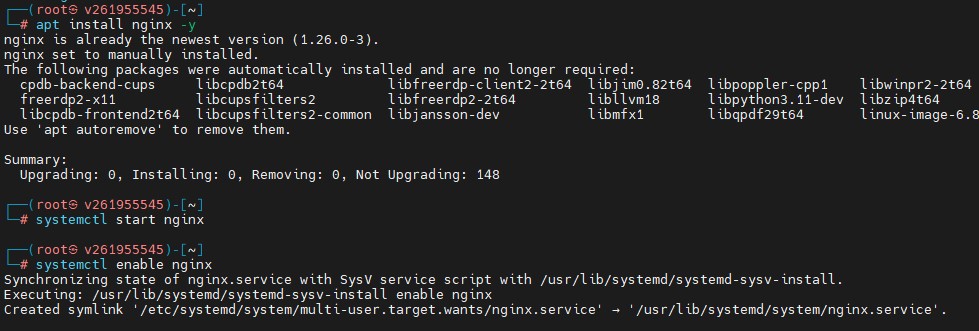 ┌──(root㉿ v261955545)-[~]
└─# apt install nginx -y
nginx is already the newest version (1.26.0-3).
nginx set to manually installed.
The following packages were automatically installed and are no longer required:
  cpdb-backend-cups    libcpdb2t64            libfreerdp-client2-2t64  libjim0.82t64  libpoppler-cpp1    libwinpr2-2t64
  freerdp2-x11         libcupsfilters2        libfreerdp2-2t64         libllvm18      libpython3.11-dev  libzip4t64
  libcpdb-frontend2t64  libcupsfilters2-common  libjansson-dev           libmfx1        libqpdf29t64       linux-image-6.8
Use 'apt autoremove' to remove them.

Summary:
  Upgrading: 0, Installing: 0, Removing: 0, Not Upgrading: 148

┌──(root㉿ v261955545)-[~]
└─# systemctl start nginx

┌──(root㉿ v261955545)-[~]
└─# systemctl enable nginx
Synchronizing state of nginx.service with SysV service script with /usr/lib/systemd/systemd-sysv-install.
Executing: /usr/lib/systemd/systemd-sysv-install enable nginx
Created symlink '/etc/systemd/system/multi-user.target.wants/nginx.service' → '/usr/lib/systemd/system/nginx.service'.